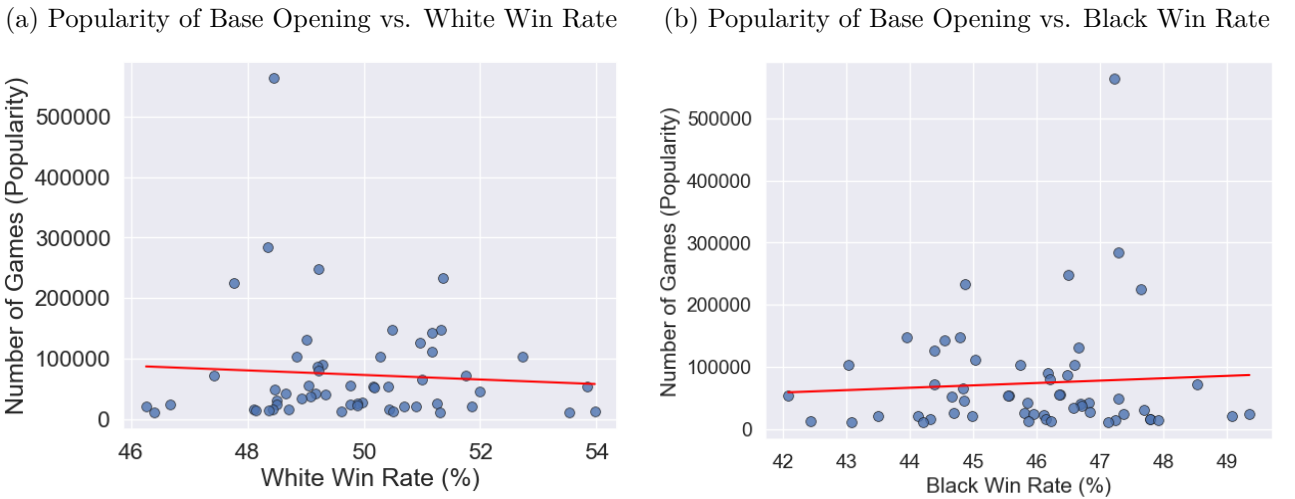 (a) Popularity of Base Opening vs. White Win Rate
Number of Games (Popularity)
500000
400000
300000
200000
100000
0
46 48 50 52 54
White Win Rate (%)
(b) Popularity of Base Opening vs. Black Win Rate
Number of Games (Popularity)
500000
400000
300000
200000
100000
0
42 43 44 45 46 47 48 49
Black Win Rate (%)